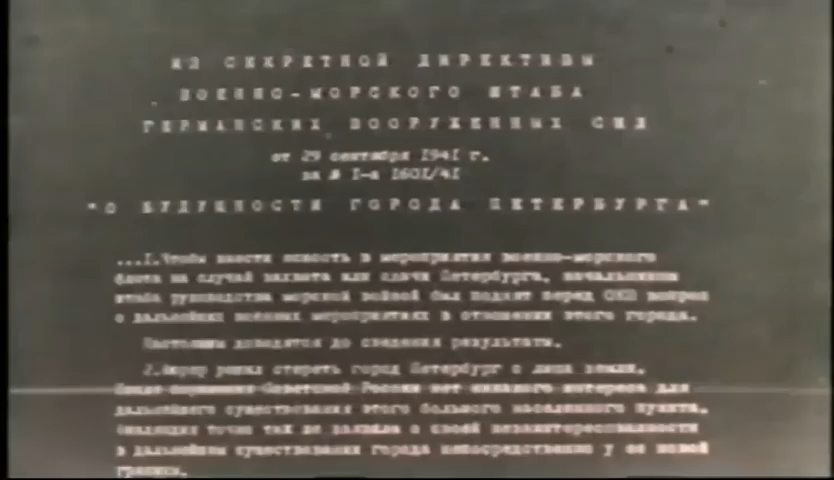 ИЗ СЕКРЕТНОЙ ДИРЕКТИВЫ
ВОЕННО-МОРСКОГО ШТАБА
ГЕРМАНСКИХ ВООРУЖЕННЫХ СИЛ
от 29 сентября 1941 г.
за № I-а 1601/41
"О БУДУЩНОСТИ ГОРОДА ПЕТЕРБУРГА"
...1.Чтобы внести ясность в мероприятия военно-морского
флота на случай захвата или сдачи Петербурга, начальником
штаба руководства морской войной был поднят перед ОКВ вопрос
о дальнейших военных мероприятиях в отношении этого города.
Настоящим доводятся до сведения результаты.
2.Фюрер решил стереть город Петербург с лица земли.
После поражения Советской России нет никакого интереса для
дальнейшего существования этого большого населенного пункта.
Финляндия точно так же заявила о своей незаинтересованности
в дальнейшем существовании города непосредственно у ее новой
границы.